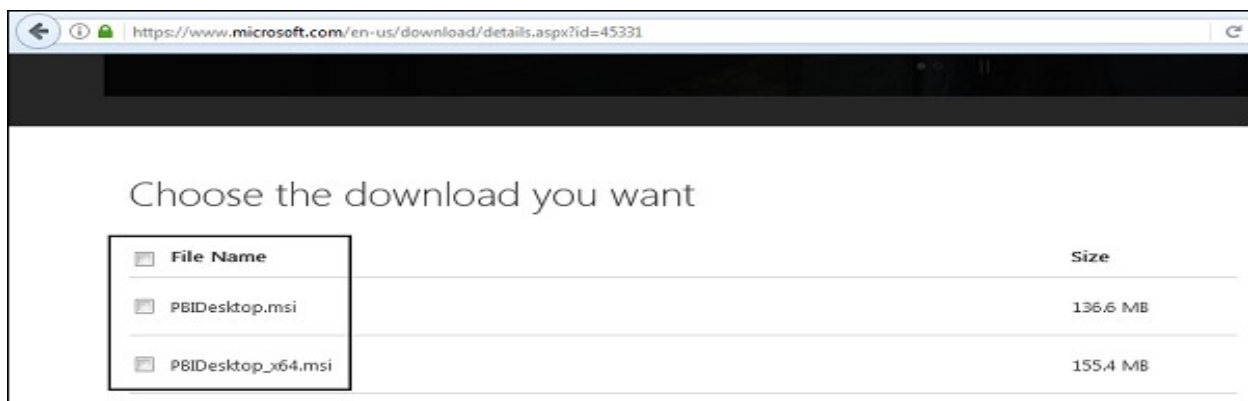 https://www.microsoft.com/en-us/download/details.aspx?id=45331
Choose the download you want
File Name Size
PBIDesktop.msi 136.6 MB
PBIDesktop_x64.msi 155.4 MB